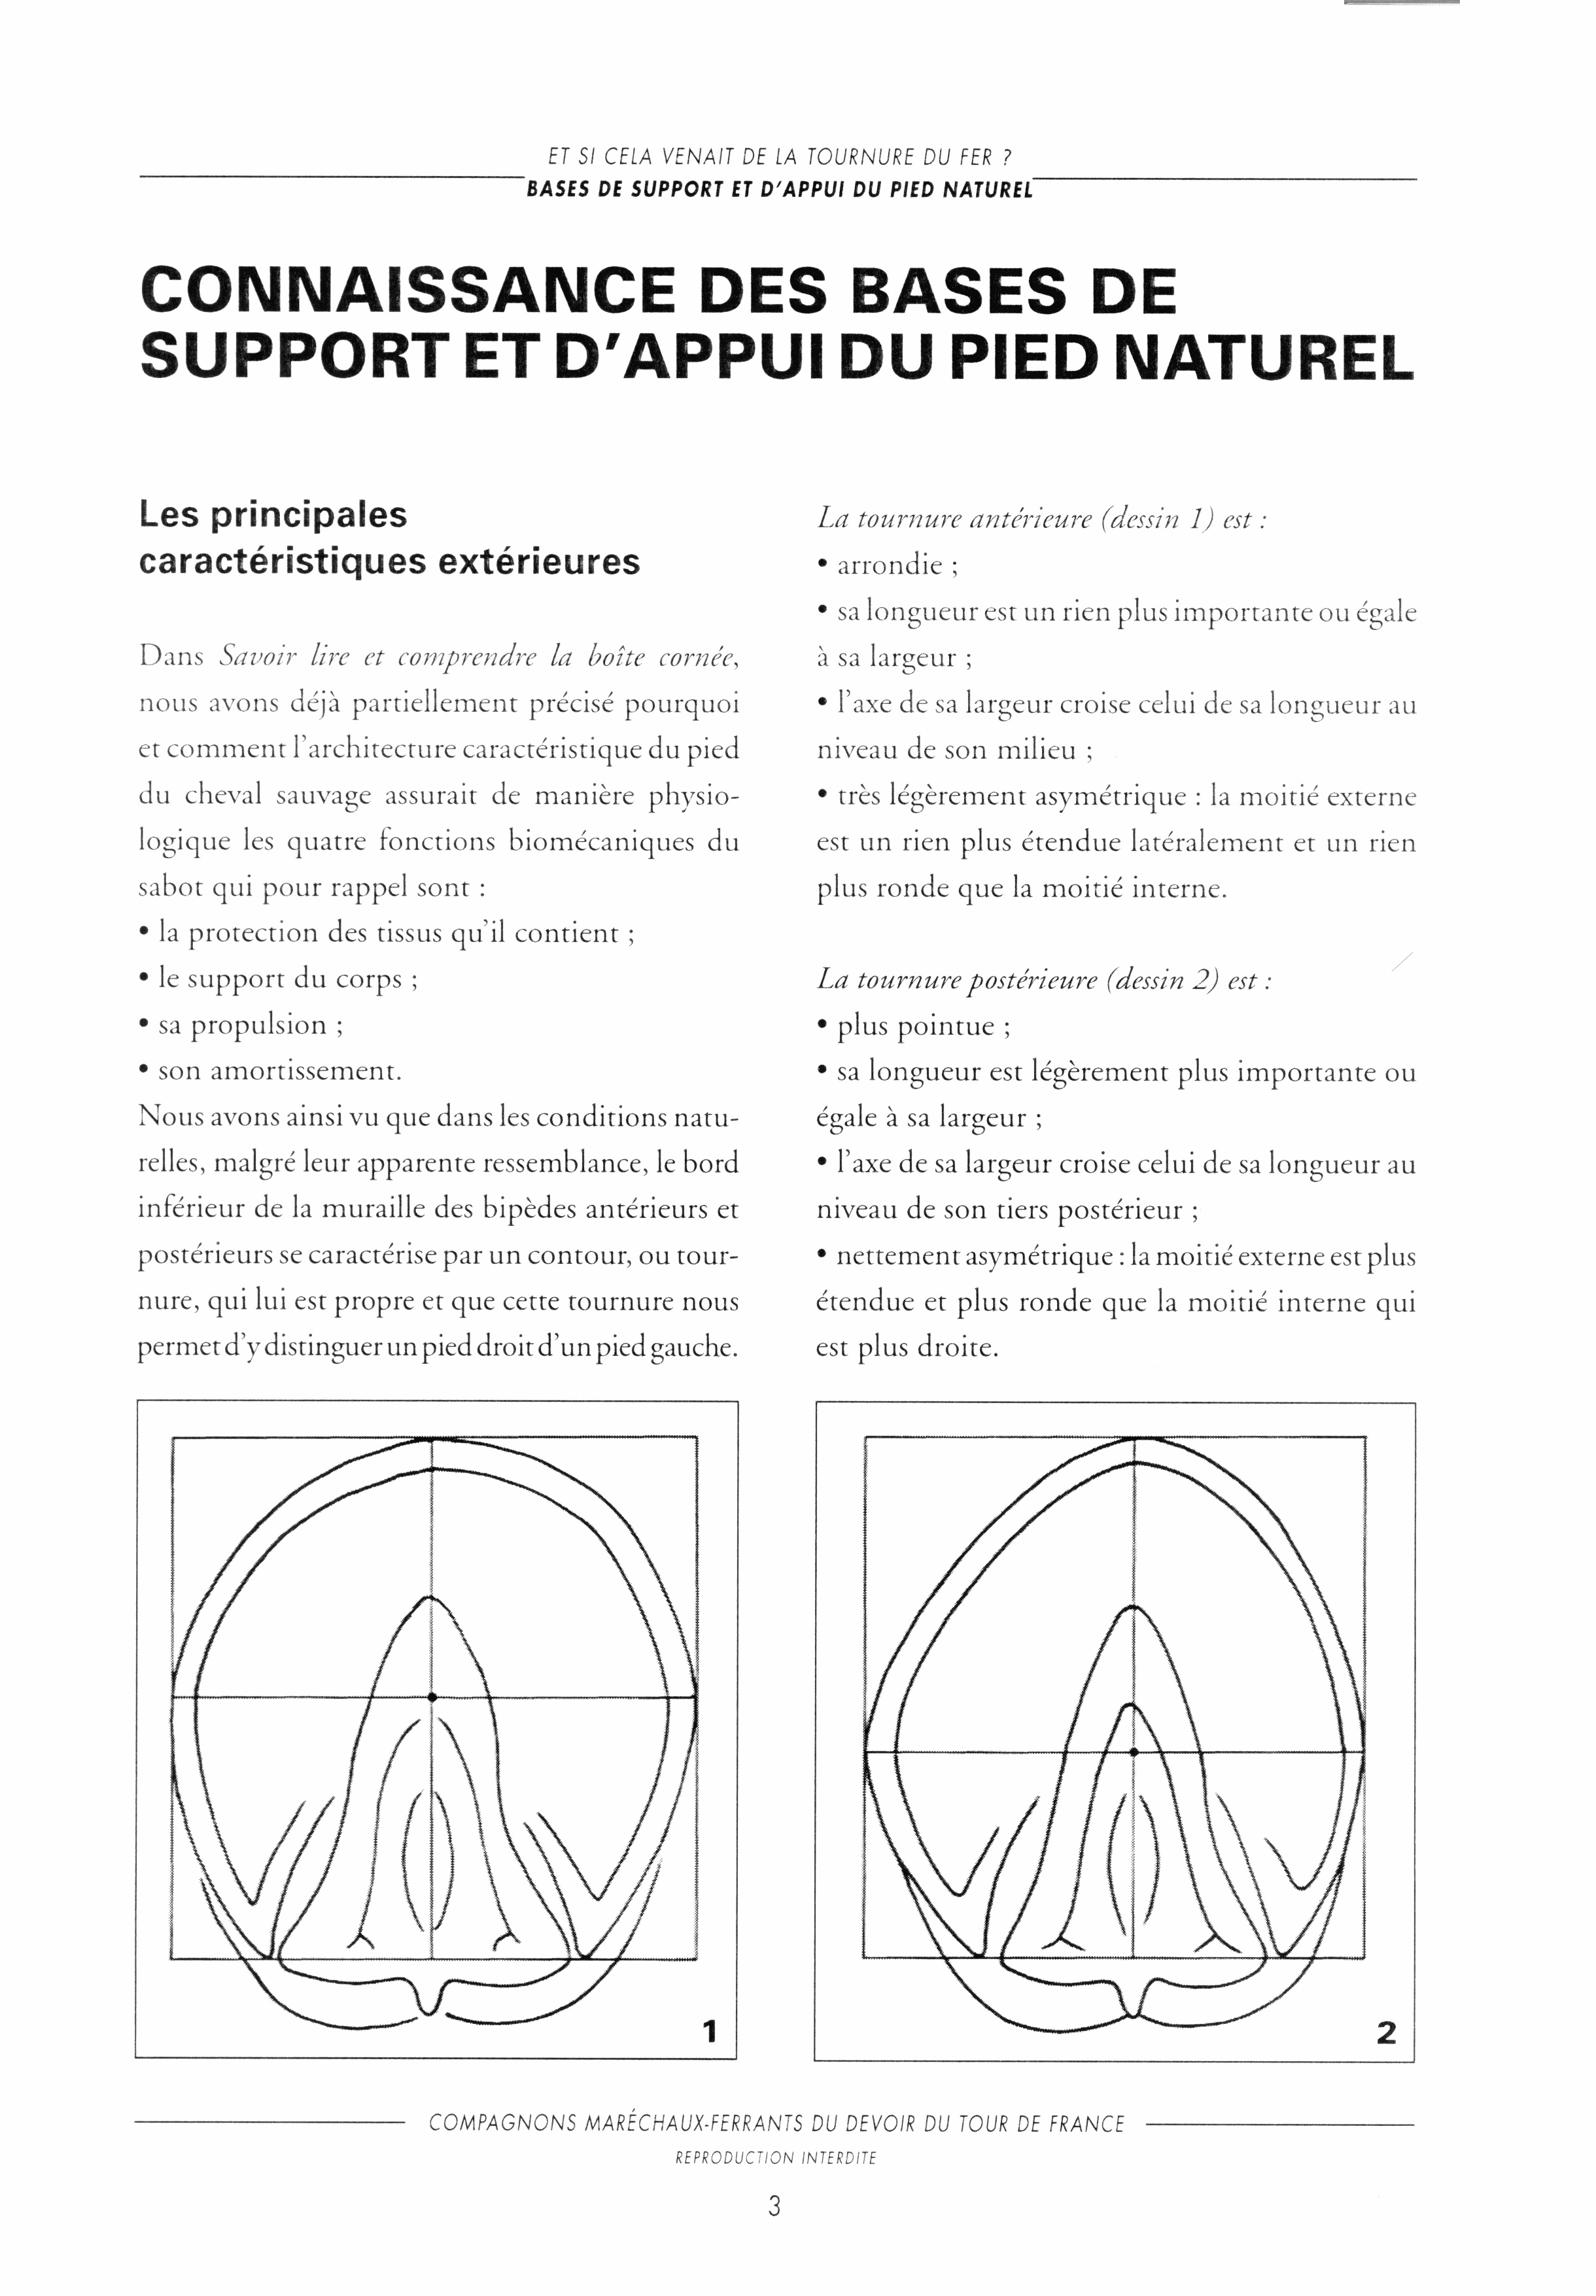 ET SI CELA VENAIT DE LA TOURNURE DU FER ?
BASES DE SUPPORT ET D'APPUI DU PIED NATUREL
CONNAISSANCE DES BASES DE
SUPPORT ET D'APPUI DU PIED NATUREL
Les principales
caractéristiques extérieures
Dans Savoir lire et comprendre la boîte cornée,
nous avons déjà partiellement précisé pourquoi
et comment l'architecture caractéristique du pied
du cheval sauvage assurait de manière physio-
logique les quatre fonctions biomécaniques du
sabot qui pour rappel sont :
• la protection des tissus qu'il contient ;
• le support du corps ;
• sa propulsion ;
• son amortissement.
Nous avons ainsi vu que dans les conditions natu-
relles, malgré leur apparente ressemblance, le bord
inférieur de la muraille des bipèdes antérieurs et
postérieurs se caractérise par un contour, ou tour-
nure, qui lui est propre et que cette tournure nous
permet d'y distinguer un pied droit d'un pied gauche.
La tournure antérieure (dessin 1) est :
• arrondie ;
• sa longueur est un rien plus importante ou égale
à sa largeur ;
• l'axe de sa largeur croise celui de sa longueur au
niveau de son milieu ;
• très légèrement asymétrique : la moitié externe
est un rien plus étendue latéralement et un rien
plus ronde que la moitié interne.
La tournure postérieure (dessin 2) est :
• plus pointue ;
• sa longueur est légèrement plus importante ou
égale à sa largeur ;
• l'axe de sa largeur croise celui de sa longueur au
niveau de son tiers postérieur ;
• nettement asymétrique : la moitié externe est plus
étendue et plus ronde que la moitié interne qui
est plus droite.
1
2
COMPAGNONS MARÉCHAUX-FERRANTS DU DEVOIR DU TOUR DE FRANCE
REPRODUCTION INTERDITE
3